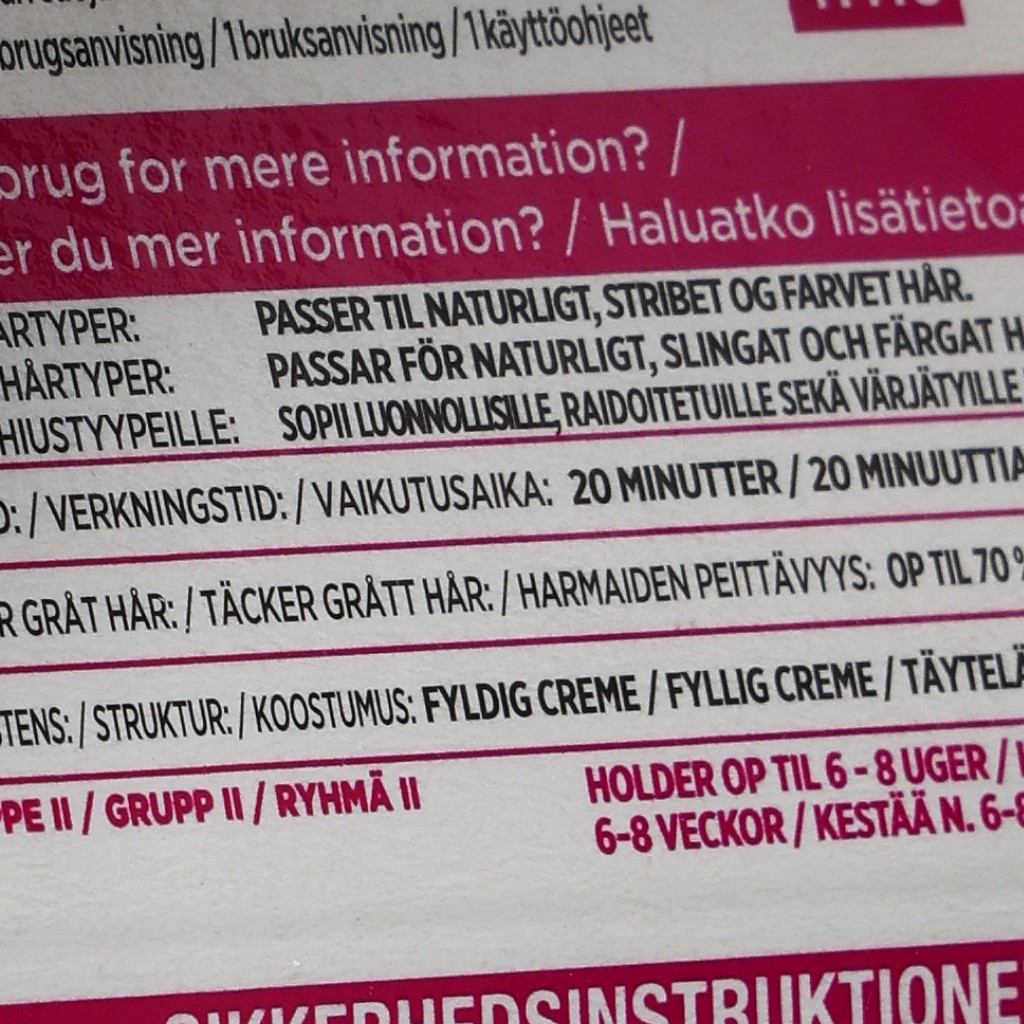 brugsanvisning / 1 bruksanvisning / 1 käyttöohjeet
brug for mere information? /
du mer information? / Haluatko lisätieto
ARTYPER: PASSER TIL NATURLIGT, STRIBET OG FARVET HÅR.
HÅRTYPER: PASSAR FÖR NATURLIGT, SLINGAT OCH FÄRGAT H
HIUSTYYPEILLE: SOPII LUONNOLLISILLE, RAIDOITETUILLE SEKÄ VÄRJÄTYILLE
D: / VERKNINGSTID: / VAIKUTUSAIKA: 20 MINUTTER / 20 MINUUTTIA
R GRÅT HÅR: / TÄCKER GRÅTT HÅR: / HARMAIDEN PEITTÄVYYS: OP TIL 70 %
TENS: / STRUKTUR: / KOOSTUMUS: FYLDIG CREME / FYLLIG CREME / TÄYTELÄ
PPE II / GRUPP II / RYHMÄ II
HOLDER OP TIL 6 - 8 UGER /
6-8 VECKOR / KESTÄÄ N. 6-8
SIKKERHEDSINSTRUKTIONE